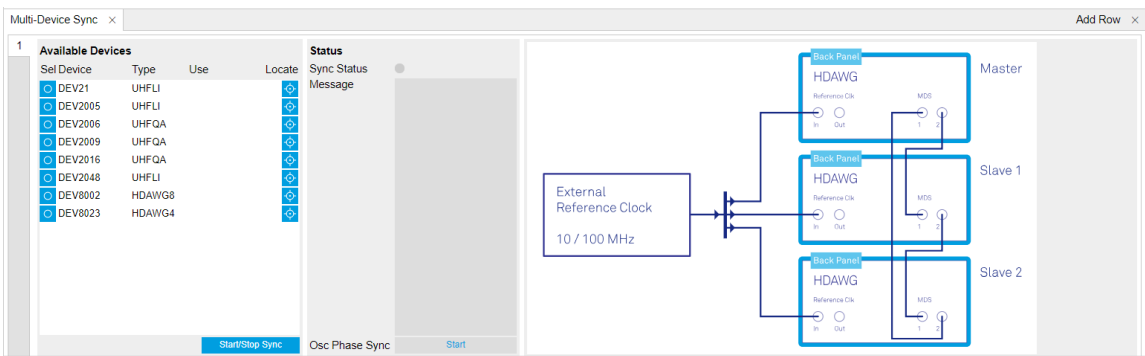 Multi-Device Sync ×
Add Row ×
1
Available Devices
Sel Device Type Use Locate
DEV21 UHFLI
DEV2005 UHFLI
DEV2006 UHFQA
DEV2009 UHFQA
DEV2016 UHFQA
DEV2048 UHFLI
DEV8002 HDAWG8
DEV8023 HDAWG4
Start/Stop Sync
Status
Sync Status
Message
Osc Phase Sync Start
External
Reference Clock
10 / 100 MHz
Back Panel
HDAWG
Reference Clk MDS
In Out 1 2
Master
Back Panel
HDAWG
Reference Clk MDS
In Out 1 2
Slave 1
Back Panel
HDAWG
Reference Clk MDS
In Out 1 2
Slave 2